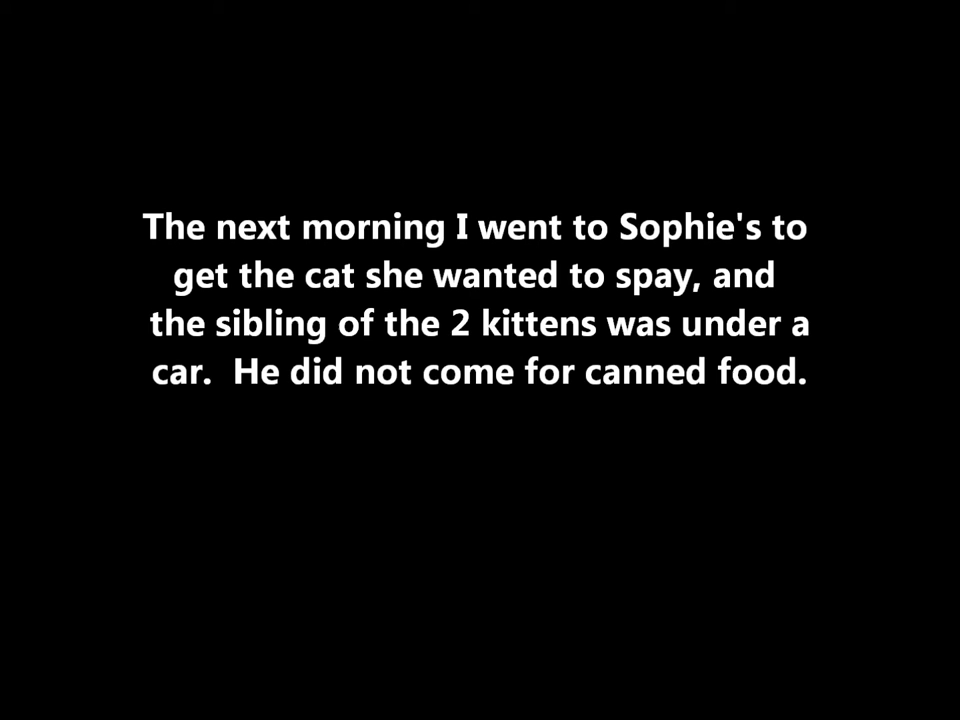 The next morning I went to Sophie's to
get the cat she wanted to spay, and
the sibling of the 2 kittens was under a
car.  He did not come for canned food.